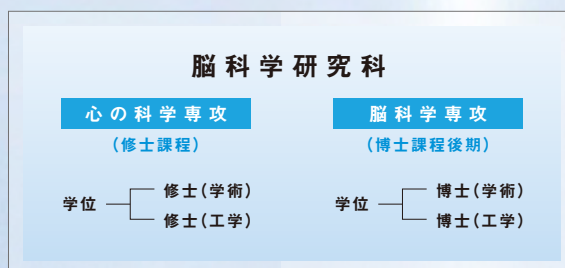 脳科学研究科
心の科学専攻
(修士課程)
学位
修士(学術)
修士(工学)
脳科学専攻
(博士課程後期)
学位
博士(学術)
博士(工学)